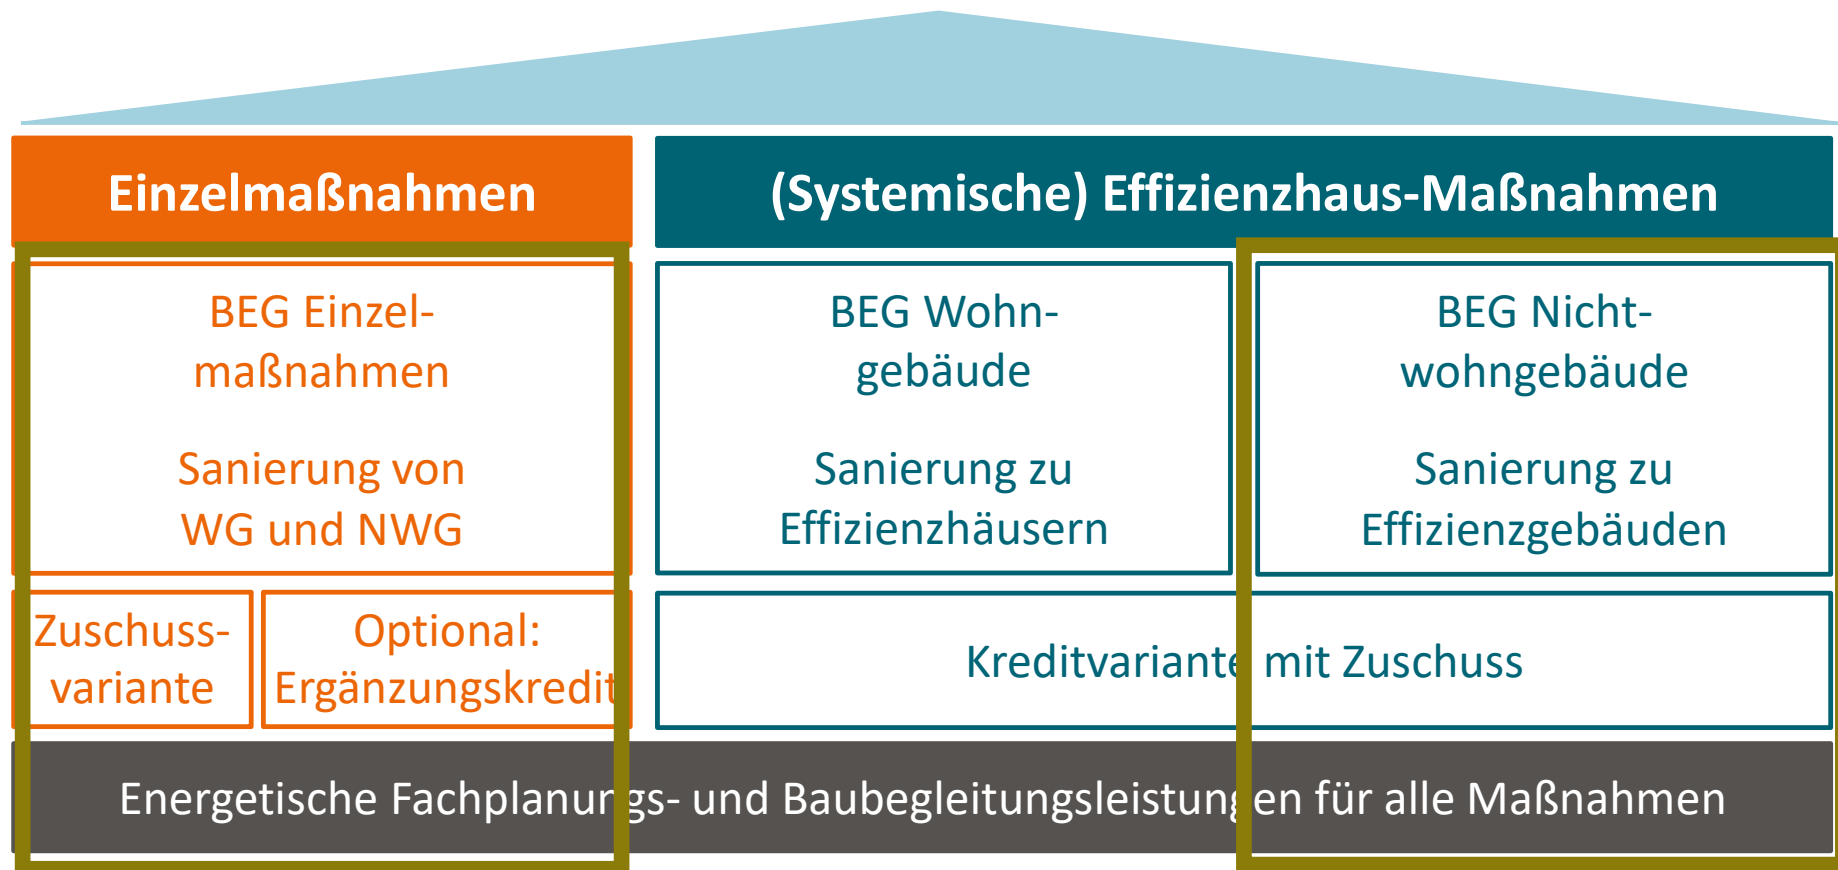 Einzelmaßnahmen
(Systemische) Effizienzhaus-Maßnahmen
BEG Einzel-
maßnahmen
Sanierung von
WG und NWG
BEG Wohn-
gebäude
Sanierung zu
Effizienzhäusern
BEG Nicht-
wohngebäude
Sanierung zu
Effizienzgebäuden
Zuschuss-
variante
Optional:
Ergänzungskredit
Kreditvariante mit Zuschuss
Energetische Fachplanungs- und Baubegleitungsleistungen für alle Maßnahmen